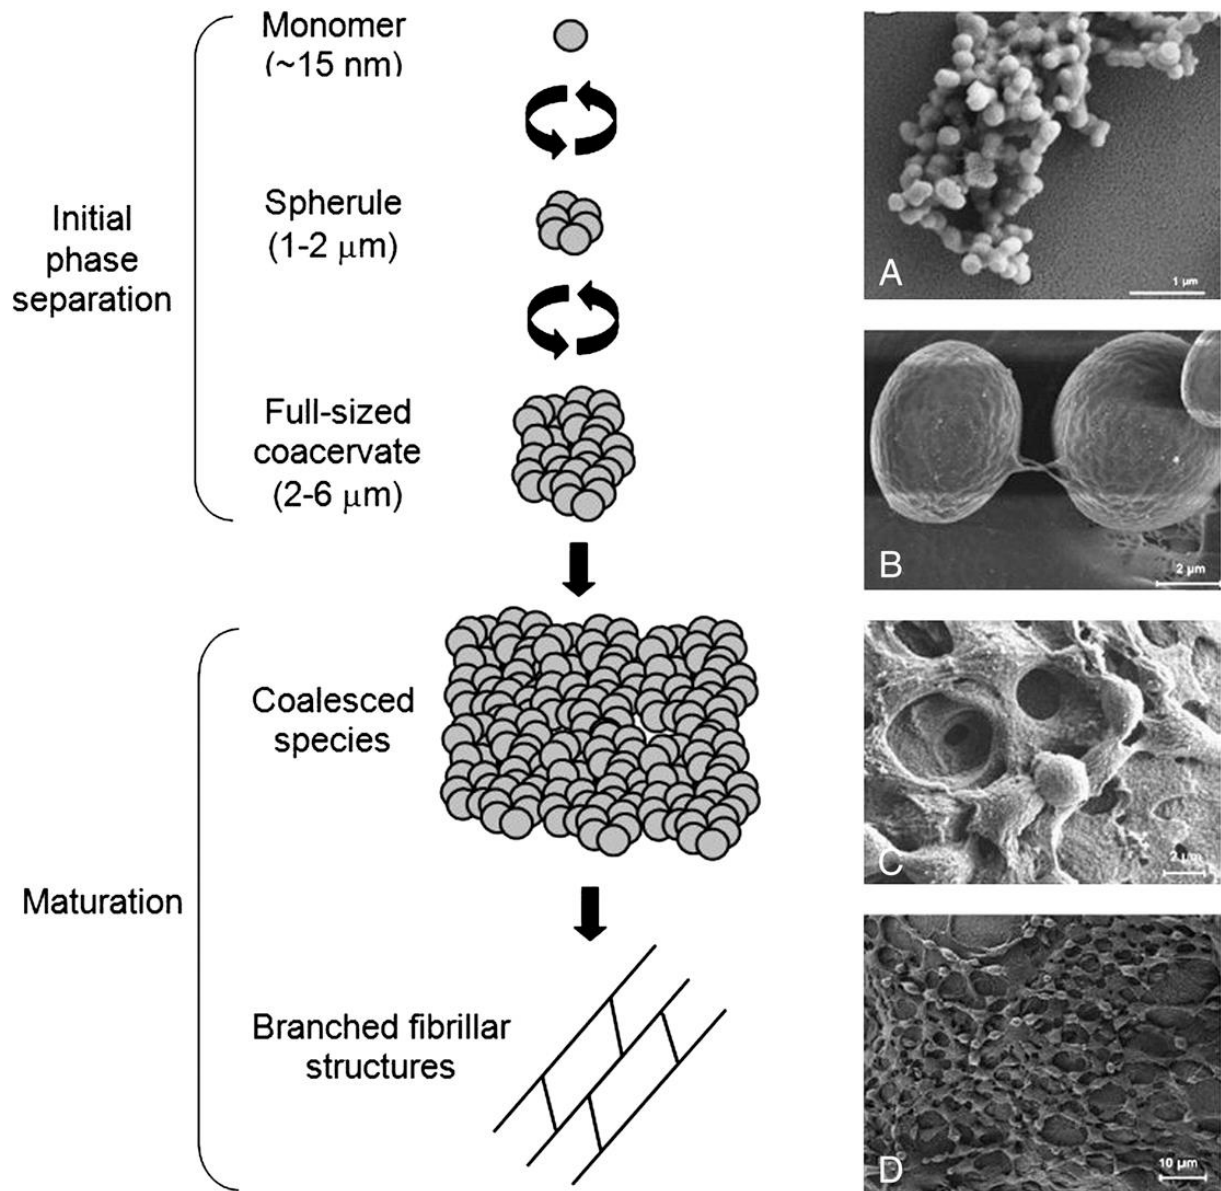 Monomer
(~15 nm)
Initial
phase
separation
Spherule
(1-2 μm)
Full-sized
coacervate
(2-6 μm)
Maturation
Coalesced
species
Branched fibrillar
structures
A
1 μm
B
2 μm
C
2 μm
D
10 μm